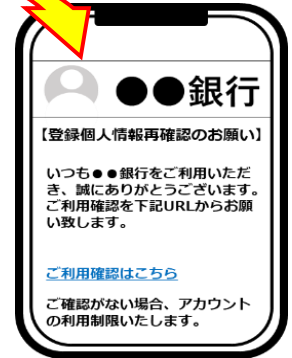 ●●銀行
【登録個人情報再確認のお願い】
いつも●●銀行をご利用いただ
き、誠にありがとうございます。
ご利用確認を下記URLからお願
い致します。
ご利用確認はこちら
ご確認がない場合、アカウント
の利用制限いたします。